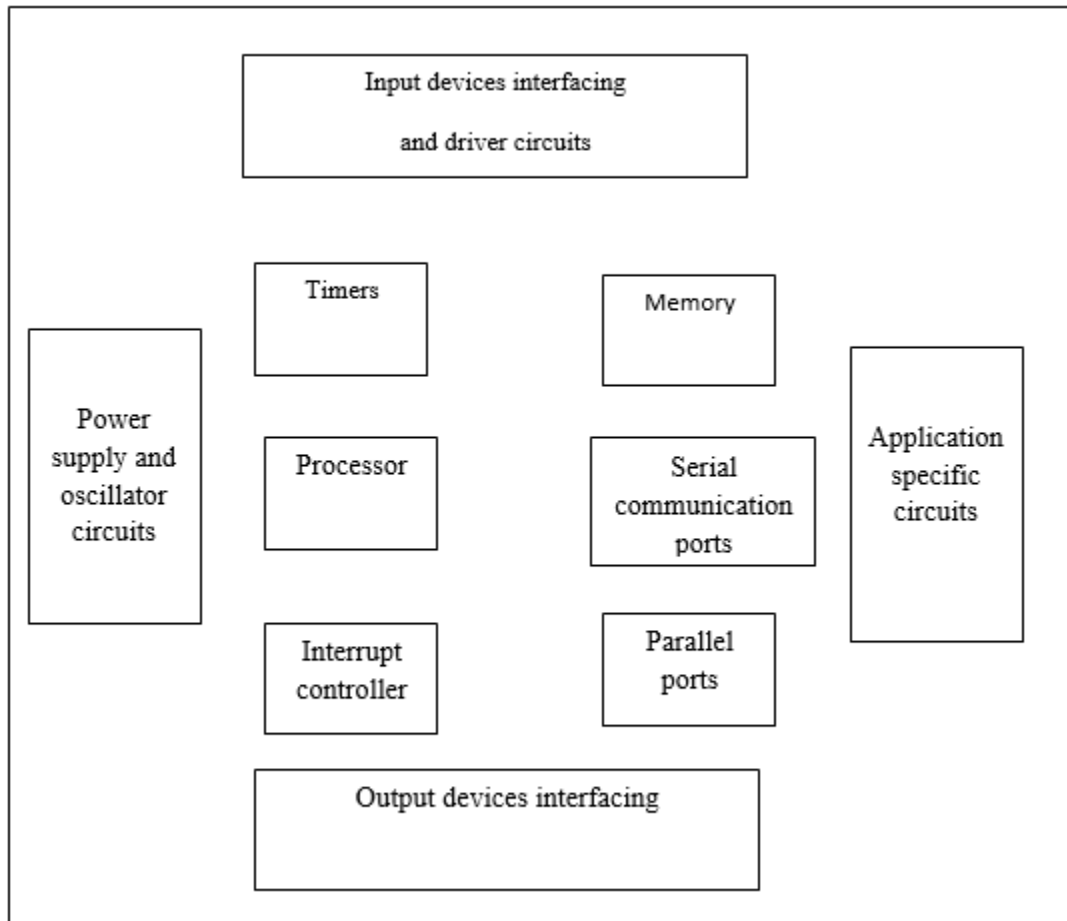 Input devices interfacing
and driver circuits
Timers
Memory
Power
supply and
oscillator
circuits
Processor
Serial
communication
ports
Application
specific
circuits
Interrupt
controller
Parallel
ports
Output devices interfacing